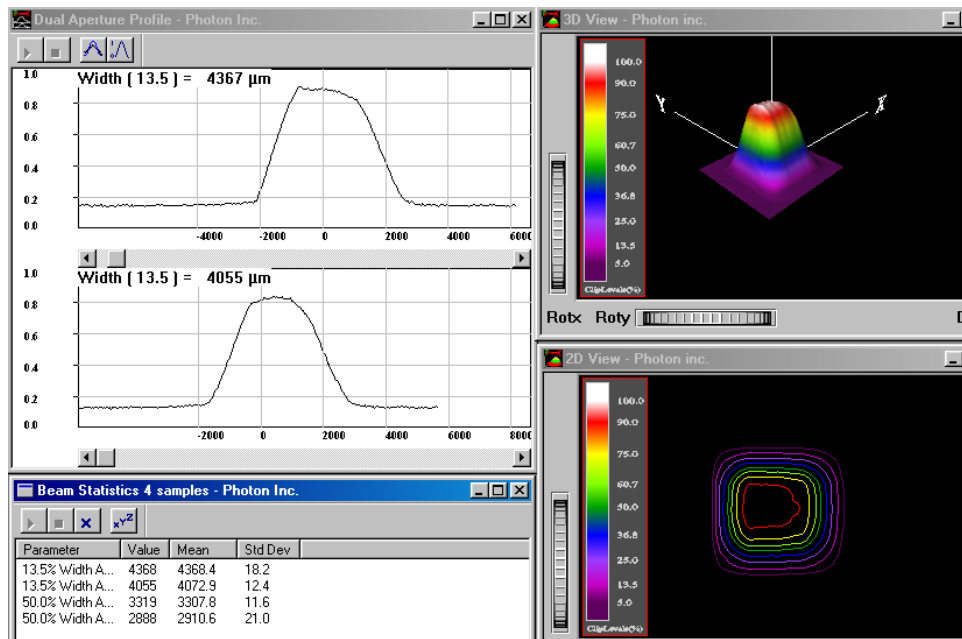 Dual Aperture Profile - Photon Inc.
Width ( 13.5 ) = 4367 µm
1.0
0.8
0.6
0.4
0.2
0.0
-4000 -2000 0 2000 4000 6000
Width ( 13.5 ) = 4055 µm
1.0
0.8
0.6
0.4
0.2
0.0
-2000 0 2000 4000 6000 8000
Beam Statistics 4 samples - Photon Inc.
Parameter Value Mean Std Dev
13.5% Width A... 4368 4368.4 18.2
13.5% Width A... 4055 4072.9 12.4
50.0% Width A... 3319 3307.8 11.6
50.0% Width A... 2888 2910.6 21.0
3D View - Photon inc.
100.0
90.0
75.0
60.7
50.0
36.8
25.0
13.5
5.0
ClipLevels(%)
Y X
Rotx Roty
2D View - Photon inc.
100.0
90.0
75.0
60.7
50.0
36.8
25.0
13.5
5.0
ClipLevels(%)